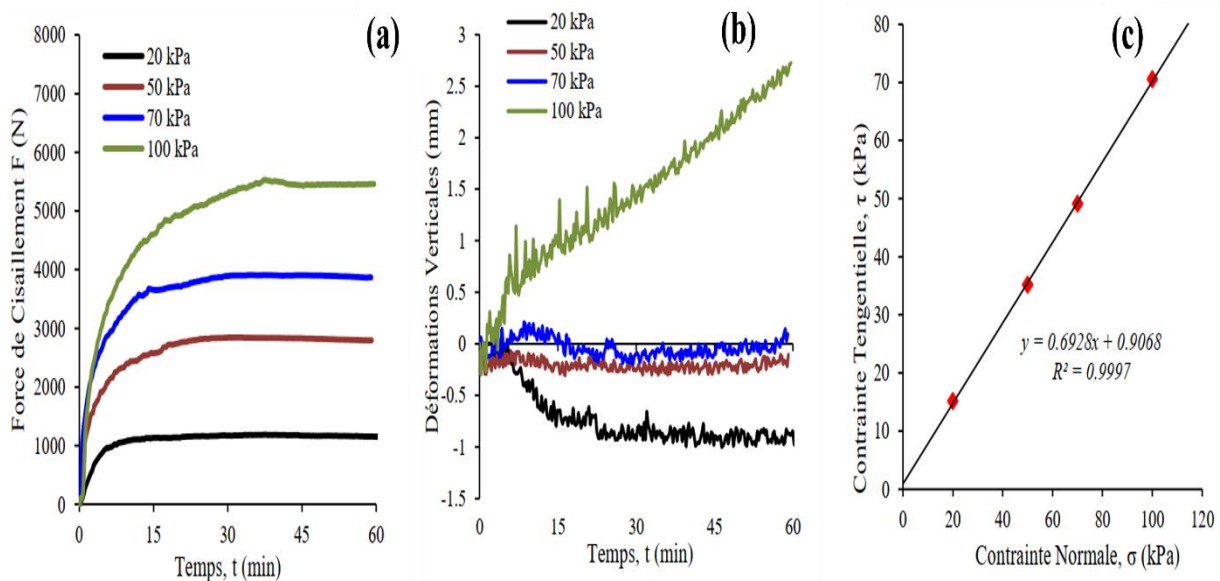 (a)
8000
7000
6000
5000
4000
3000
2000
1000
0
Force de Cisaillement F (N)
20 kPa
50 kPa
70 kPa
100 kPa
0 15 30 45 60
Temps, t (min)
(b)
3
2.5
2
1.5
1
0.5
0
-0.5
-1
-1.5
Déformations Verticales (mm)
20 kPa
50 kPa
70 kPa
100 kPa
0 15 30 45 60
Temps, t (min)
(c)
80
70
60
50
40
30
20
10
0
Contrainte Tengentielle, τ (kPa)
y = 0.6928x + 0.9068
R² = 0.9997
0 20 40 60 80 100 120
Contrainte Normale, σ (kPa)